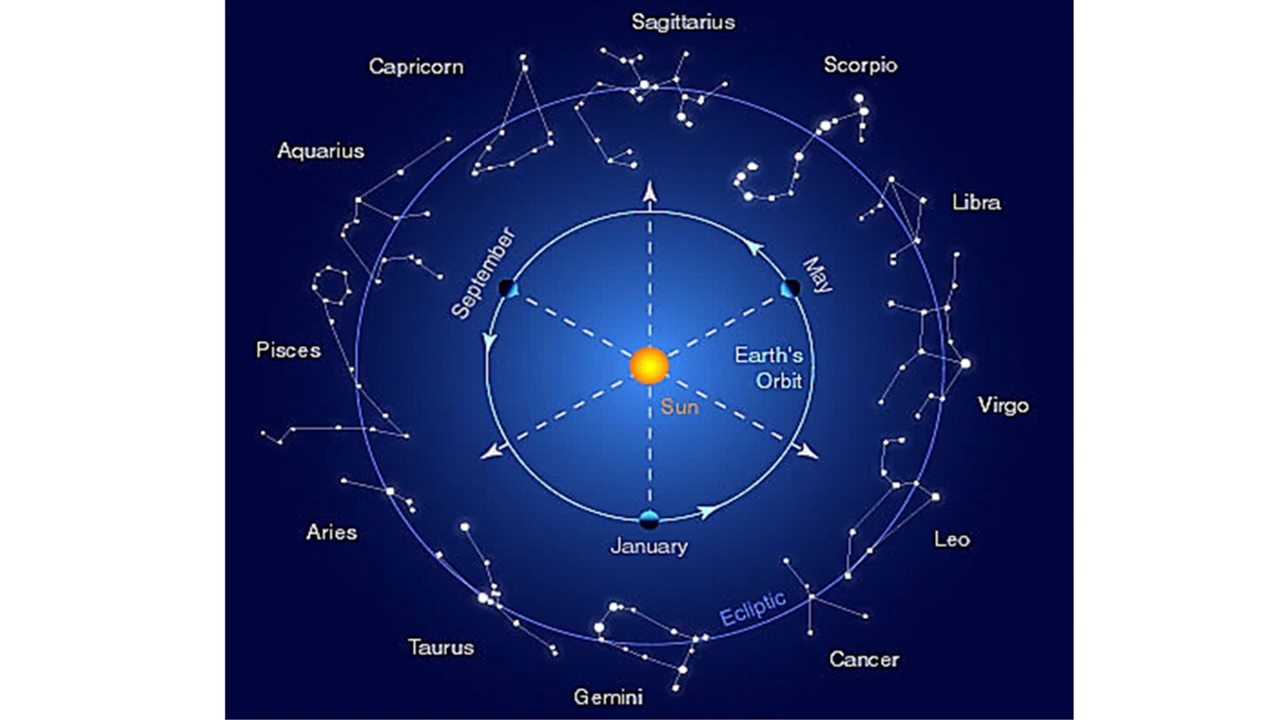 Sagittarius
Capricorn
Scorpio
Aquarius
Libra
September
May
Pisces
Earth's
Orbit
Sun
Virgo
Aries
January
Leo
Ecliptic
Taurus
Cancer
Gemini